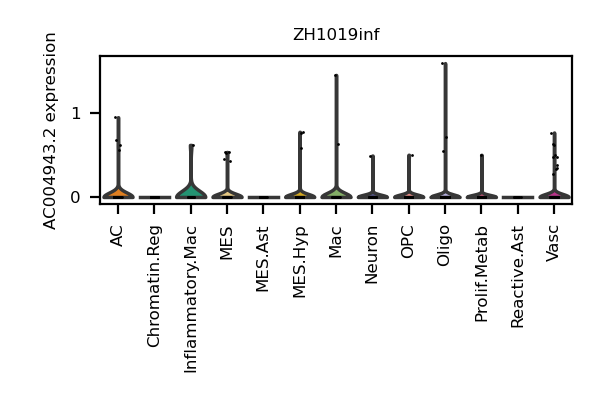 ZH1019inf
AC004943.2 expression
1
0
AC
Chromatin.Reg
Inflammatory.Mac
MES
MES.Ast
MES.Hyp
Mac
Neuron
OPC
Oligo
Prolif.Metab
Reactive.Ast
Vasc